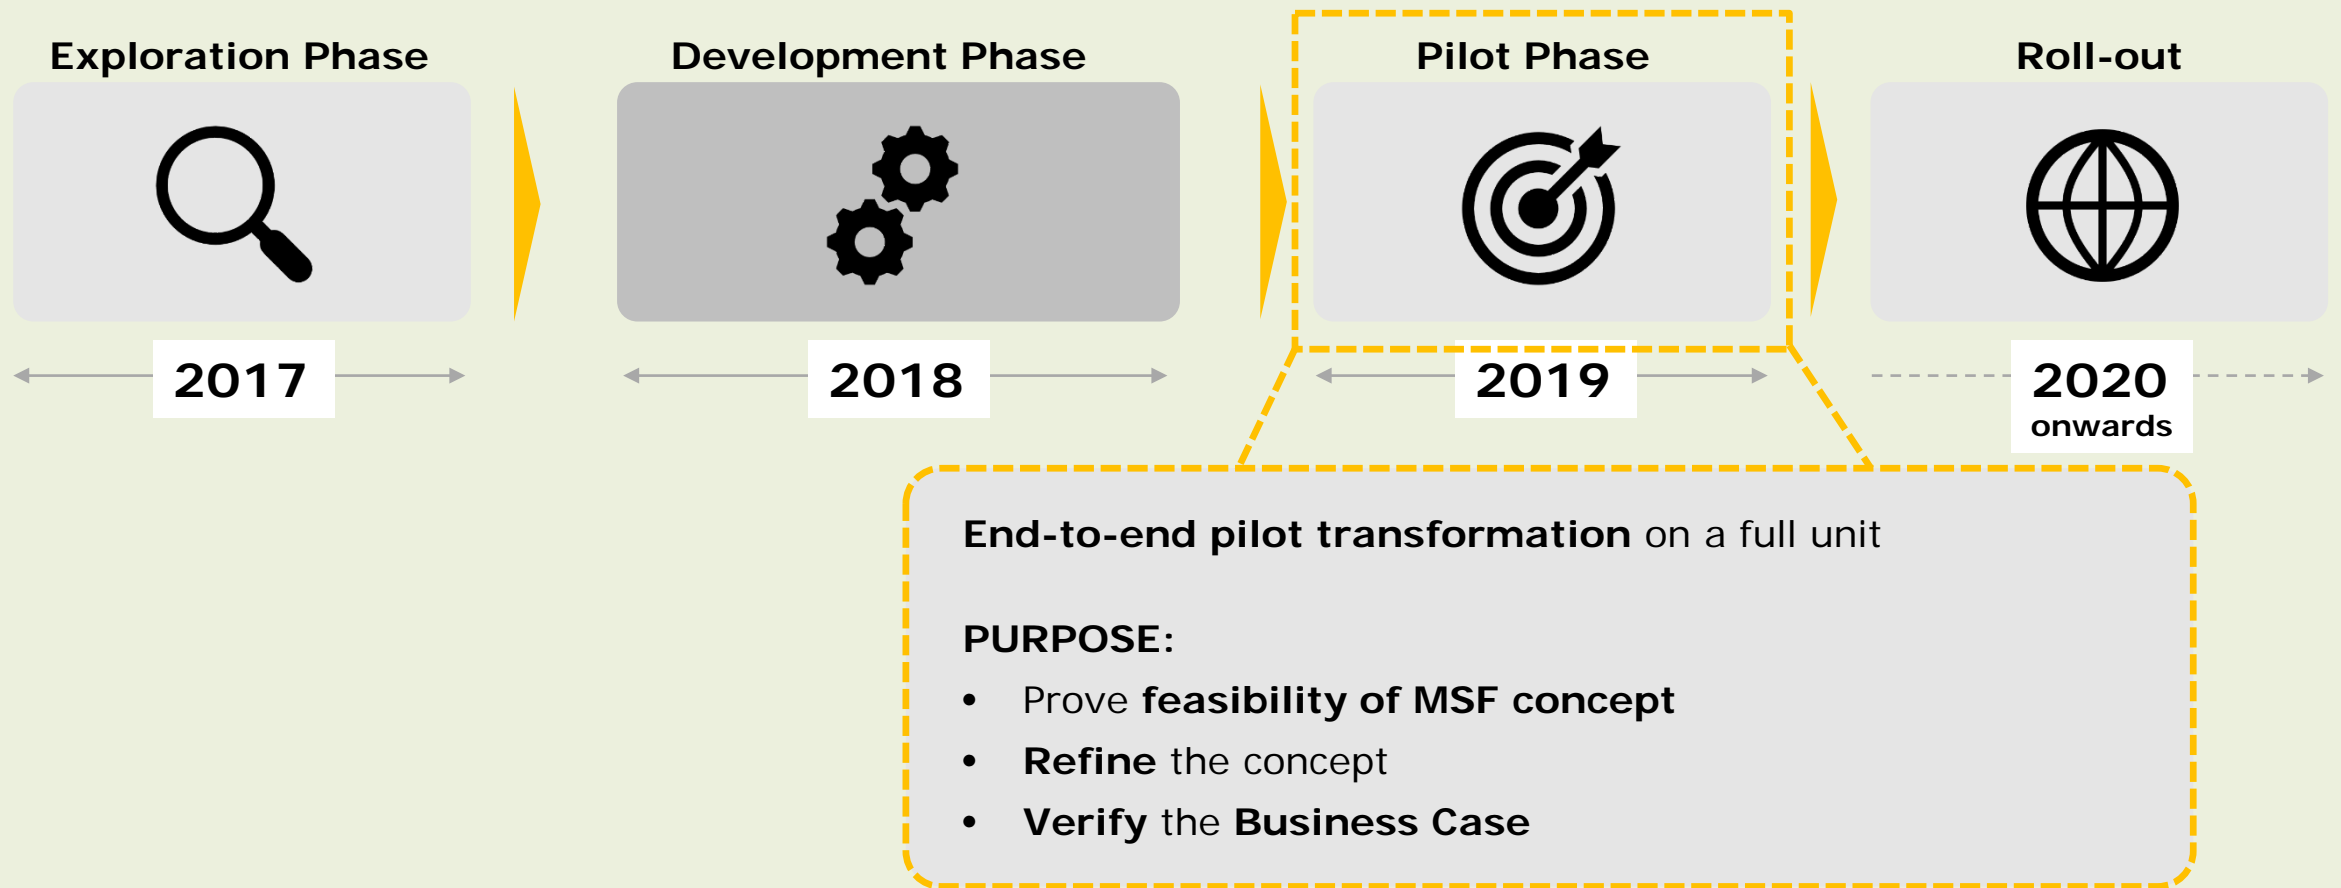 Exploration Phase
Development Phase
Pilot Phase
Roll-out
2017
2018
2019
2020
onwards
End-to-end pilot transformation on a full unit
PURPOSE:
• Prove feasibility of MSF concept
• Refine the concept
• Verify the Business Case